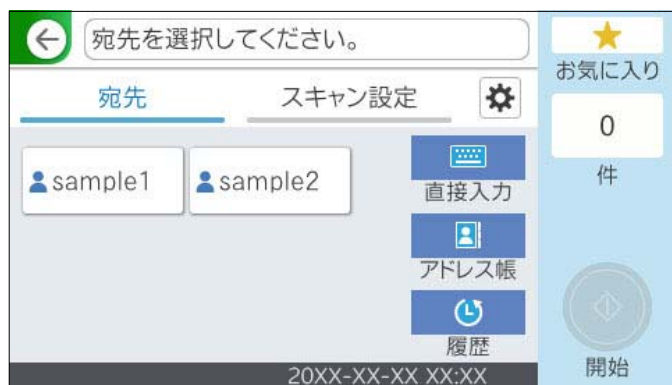 宛先を選択してください。
お気に入り
宛先
スキャン設定
0
件
sample1
sample2
直接入力
アドレス帳
履歴
開始
20XX-XX-XX XX:XX